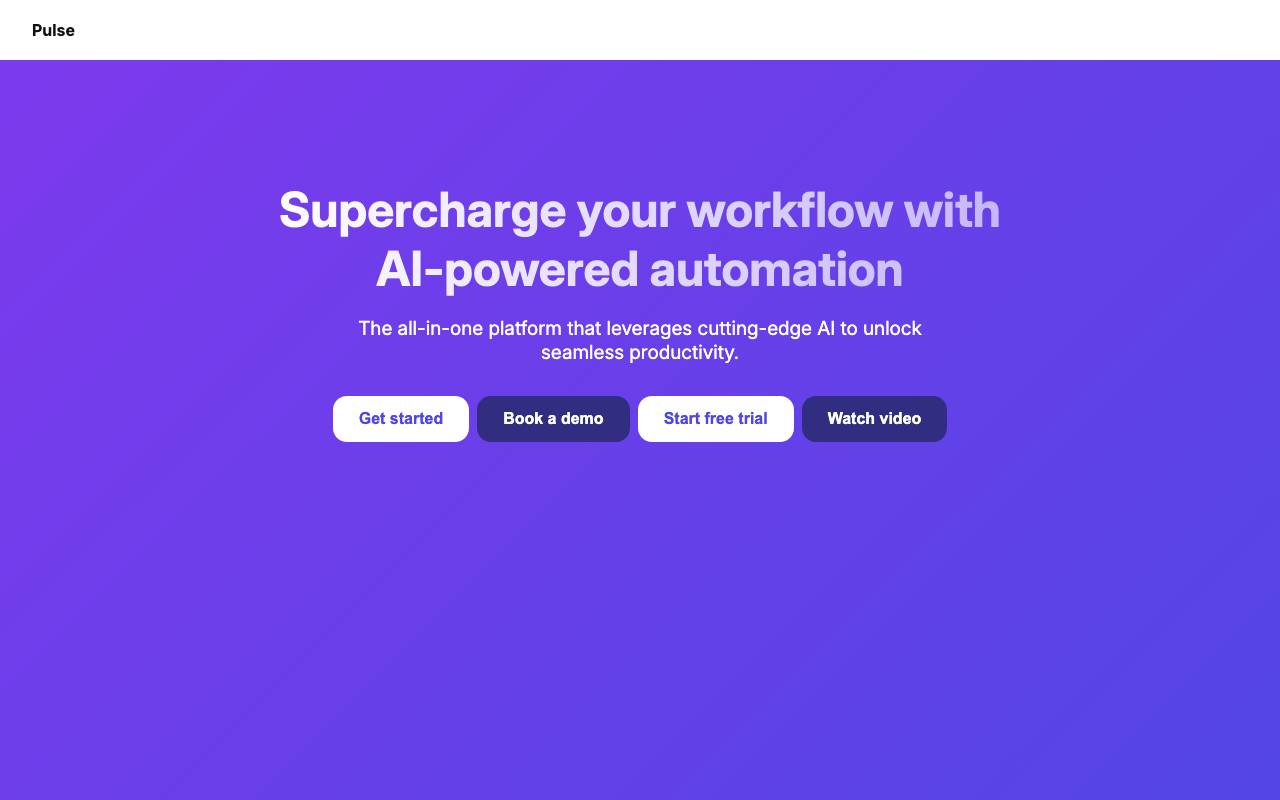 Pulse
Supercharge your workflow with
AI-powered automation
The all-in-one platform that leverages cutting-edge AI to unlock
seamless productivity.
Get started
Book a demo
Start free trial
Watch video